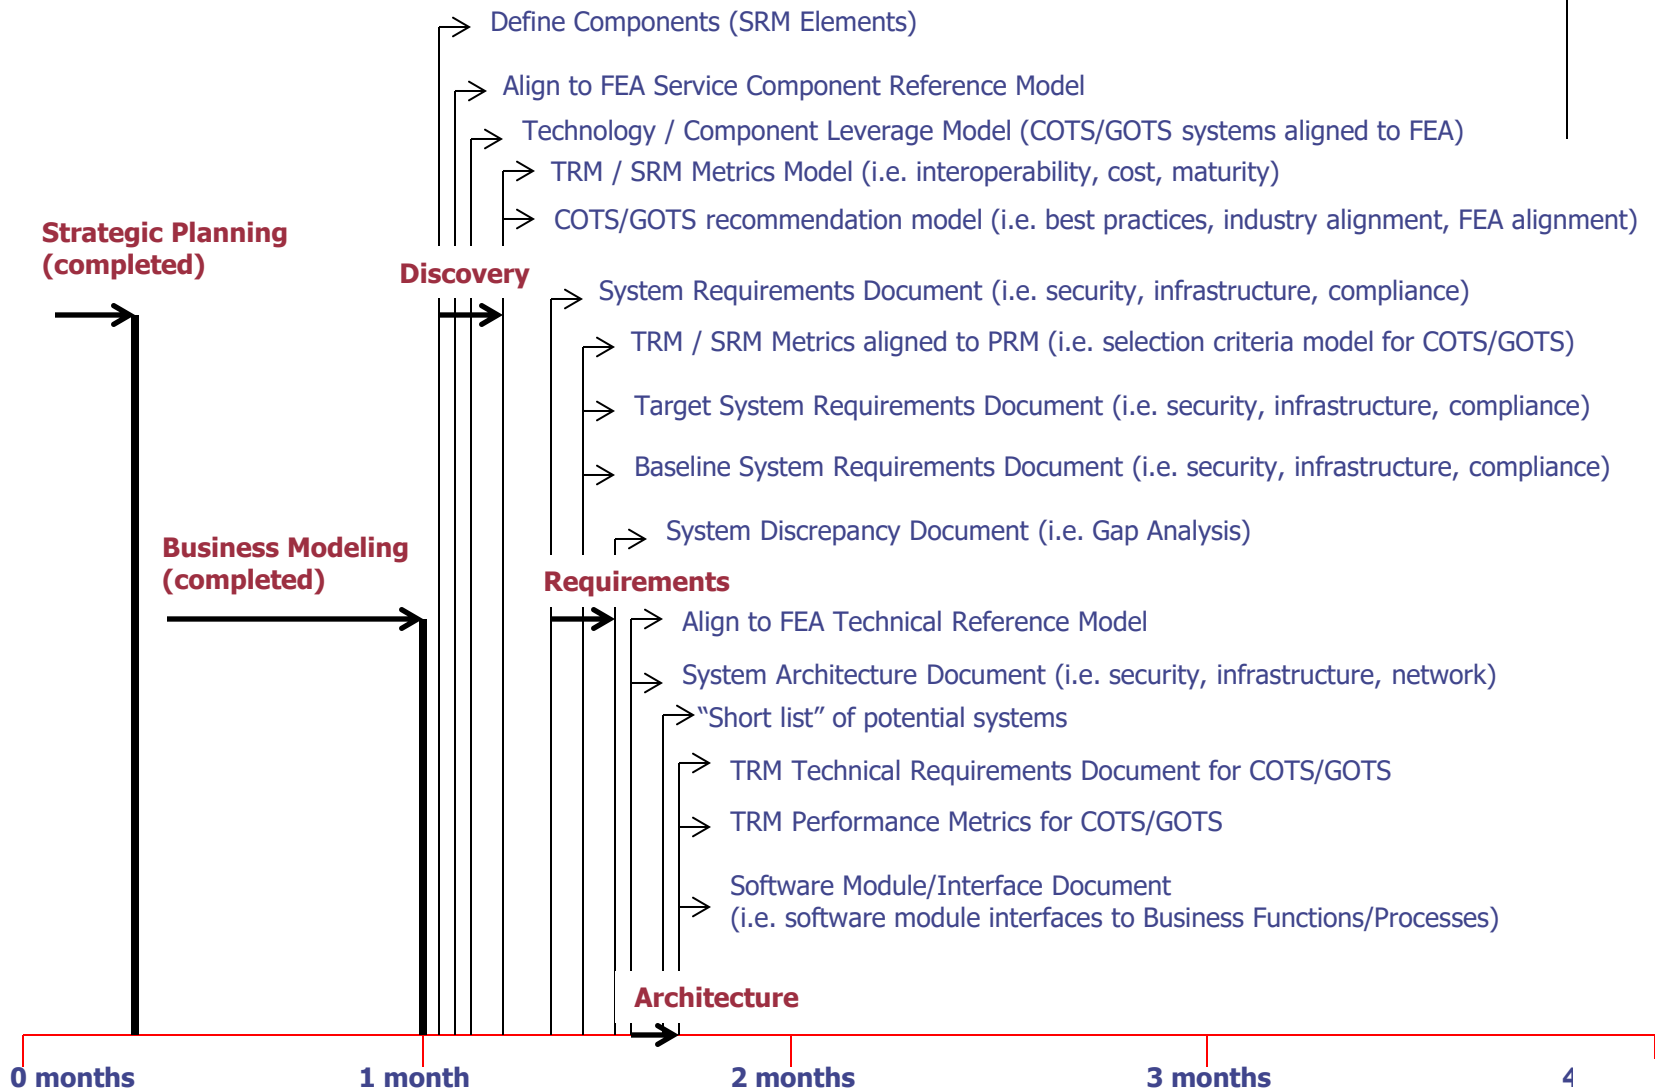 Define Components (SRM Elements)
Align to FEA Service Component Reference Model
Technology / Component Leverage Model (COTS/GOTS systems aligned to FEA)
TRM / SRM Metrics Model (i.e. interoperability, cost, maturity)
COTS/GOTS recommendation model (i.e. best practices, industry alignment, FEA alignment)
Strategic Planning
(completed)
Discovery
System Requirements Document (i.e. security, infrastructure, compliance)
TRM / SRM Metrics aligned to PRM (i.e. selection criteria model for COTS/GOTS)
Target System Requirements Document (i.e. security, infrastructure, compliance)
Baseline System Requirements Document (i.e. security, infrastructure, compliance)
System Discrepancy Document (i.e. Gap Analysis)
Business Modeling
(completed)
Requirements
Align to FEA Technical Reference Model
System Architecture Document (i.e. security, infrastructure, network)
“Short list” of potential systems
TRM Technical Requirements Document for COTS/GOTS
TRM Performance Metrics for COTS/GOTS
Software Module/Interface Document
(i.e. software module interfaces to Business Functions/Processes)
Architecture
0 months
1 month
2 months
3 months
4